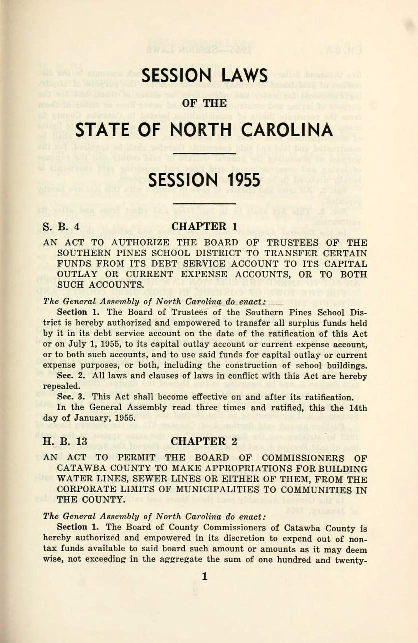 SESSION LAWS
OF THE
STATE OF NORTH CAROLINA
SESSION 1955
S. B. 4 CHAPTER 1
AN ACT TO AUTHORIZE THE BOARD OF TRUSTEES OF THE
SOUTHERN PINES SCHOOL DISTRICT TO TRANSFER CERTAIN
FUNDS FROM ITS DEBT SERVICE ACCOUNT TO ITS CAPITAL
OUTLAY OR CURRENT EXPENSE ACCOUNTS, OR TO BOTH
SUCH ACCOUNTS.
The General Assembly of North Carolina do enact:
Section 1. The Board of Trustees of the Southern Pines School Dis-
trict is hereby authorized and empowered to transfer all surplus funds held
by it in its debt service account on the date of the ratification of this Act
or on July 1, 1955, to its capital outlay account or current expense account,
or to both such accounts, and to use said funds for capital outlay or current
expense purposes, or both, including the construction of school buildings.
Sec. 2. All laws and clauses of laws in conflict with this Act are hereby
repealed.
Sec. 3. This Act shall become effective on and after its ratification.
In the General Assembly read three times and ratified, this the 14th
day of January, 1955.
H. B. 13 CHAPTER 2
AN ACT TO PERMIT THE BOARD OF COMMISSIONERS OF
CATAWBA COUNTY TO MAKE APPROPRIATIONS FOR BUILDING
WATER LINES, SEWER LINES OR EITHER OF THEM, FROM THE
CORPORATE LIMITS OF MUNICIPALITIES TO COMMUNITIES IN
THE COUNTY.
The General Assembly of North Carolina do enact:
Section 1. The Board of County Commissioners of Catawba County is
hereby authorized and empowered in its discretion to expend out of non-
tax funds available to said board such amount or amounts as it may deem
wise, not exceeding in the aggregate the sum of one hundred and twenty-
1